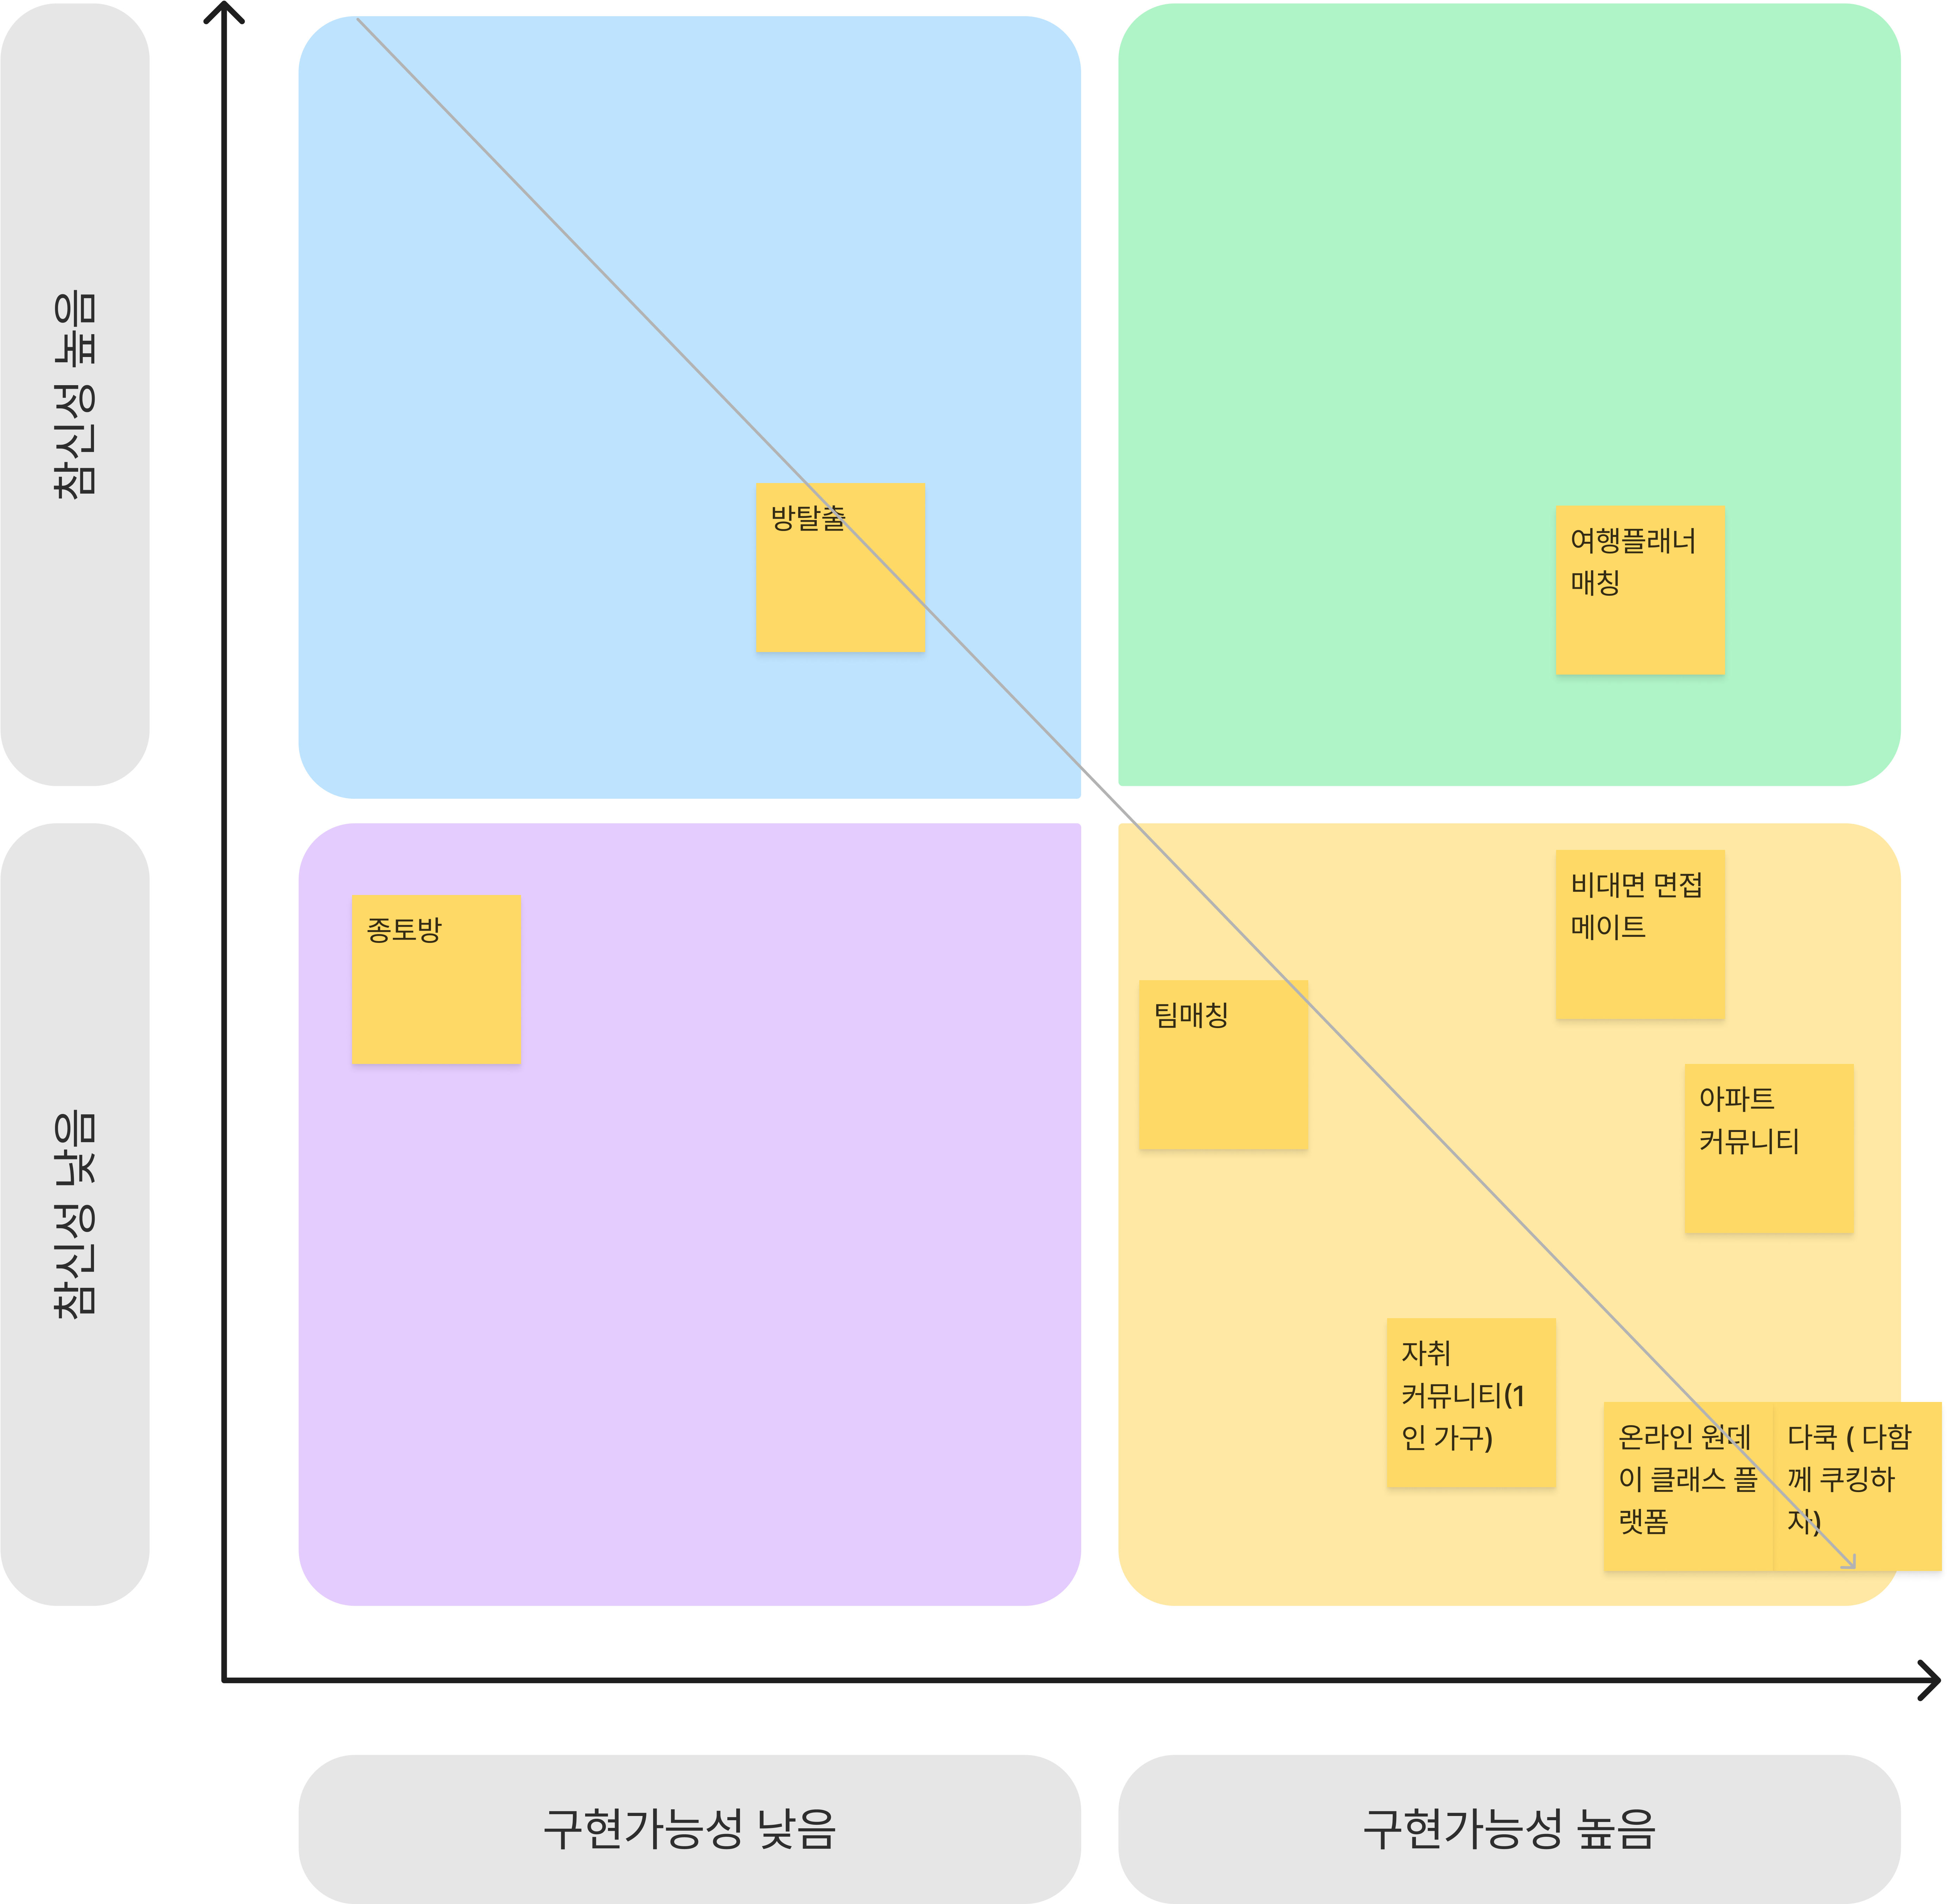 참신성 높음
방탈출
여행플래너
매칭
참신성 낮음
종토방
비대면 면접
메이트
팀매칭
아파트
커뮤니티
자취
커뮤니티(1
인 가구)
온라인 원데
이 클래스 플
랫폼
다쿡 ( 다함
께 쿠킹하
자)
구현가능성 낮음
구현가능성 높음